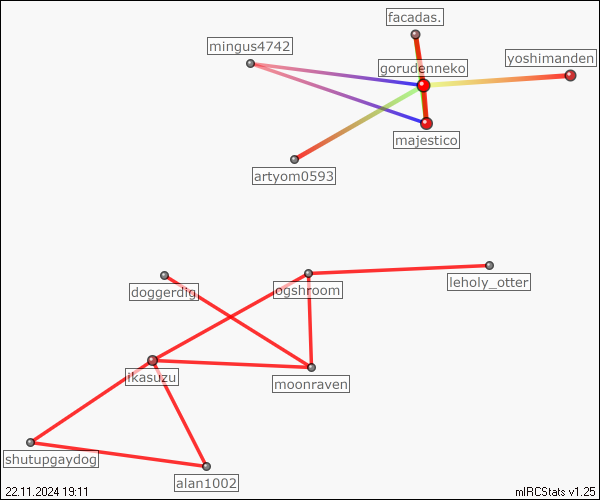 facadas.
mingus4742
yoshimanden
gorudenneko
majestico
artyom0593
doggerdig
ogshroom
leholy_otter
ikasuzu
moonraven
shutupgaydog
alan1002
22.11.2024 19:11
mIRCStats v1.25